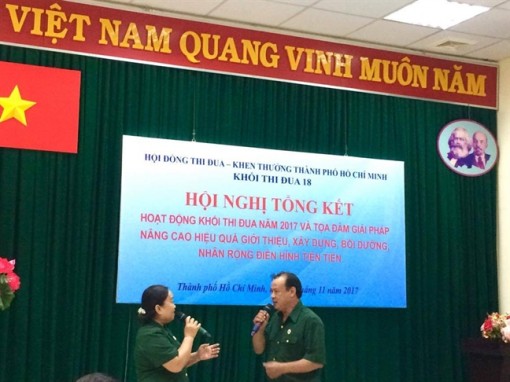 VIỆT NAM QUANG VINH MUÔN NĂM
HỘI ĐỒNG THI ĐUA – KHEN THƯỞNG THÀNH PHỐ HỒ CHÍ MINH
KHỐI THI ĐUA 18
HỘI NGHỊ TỔNG KẾT
HOẠT ĐỘNG KHỐI THI ĐUA NĂM 2017 VÀ TỌA ĐÀM GIẢI PHÁP
NÂNG CAO HIỆU QUẢ GIỚI THIỆU, XÂY DỰNG, BỒI DƯỠNG,
NHÂN RỘNG ĐIỂN HÌNH TIÊN TIẾN
Thành phố Hồ Chí Minh, 11 năm 2017